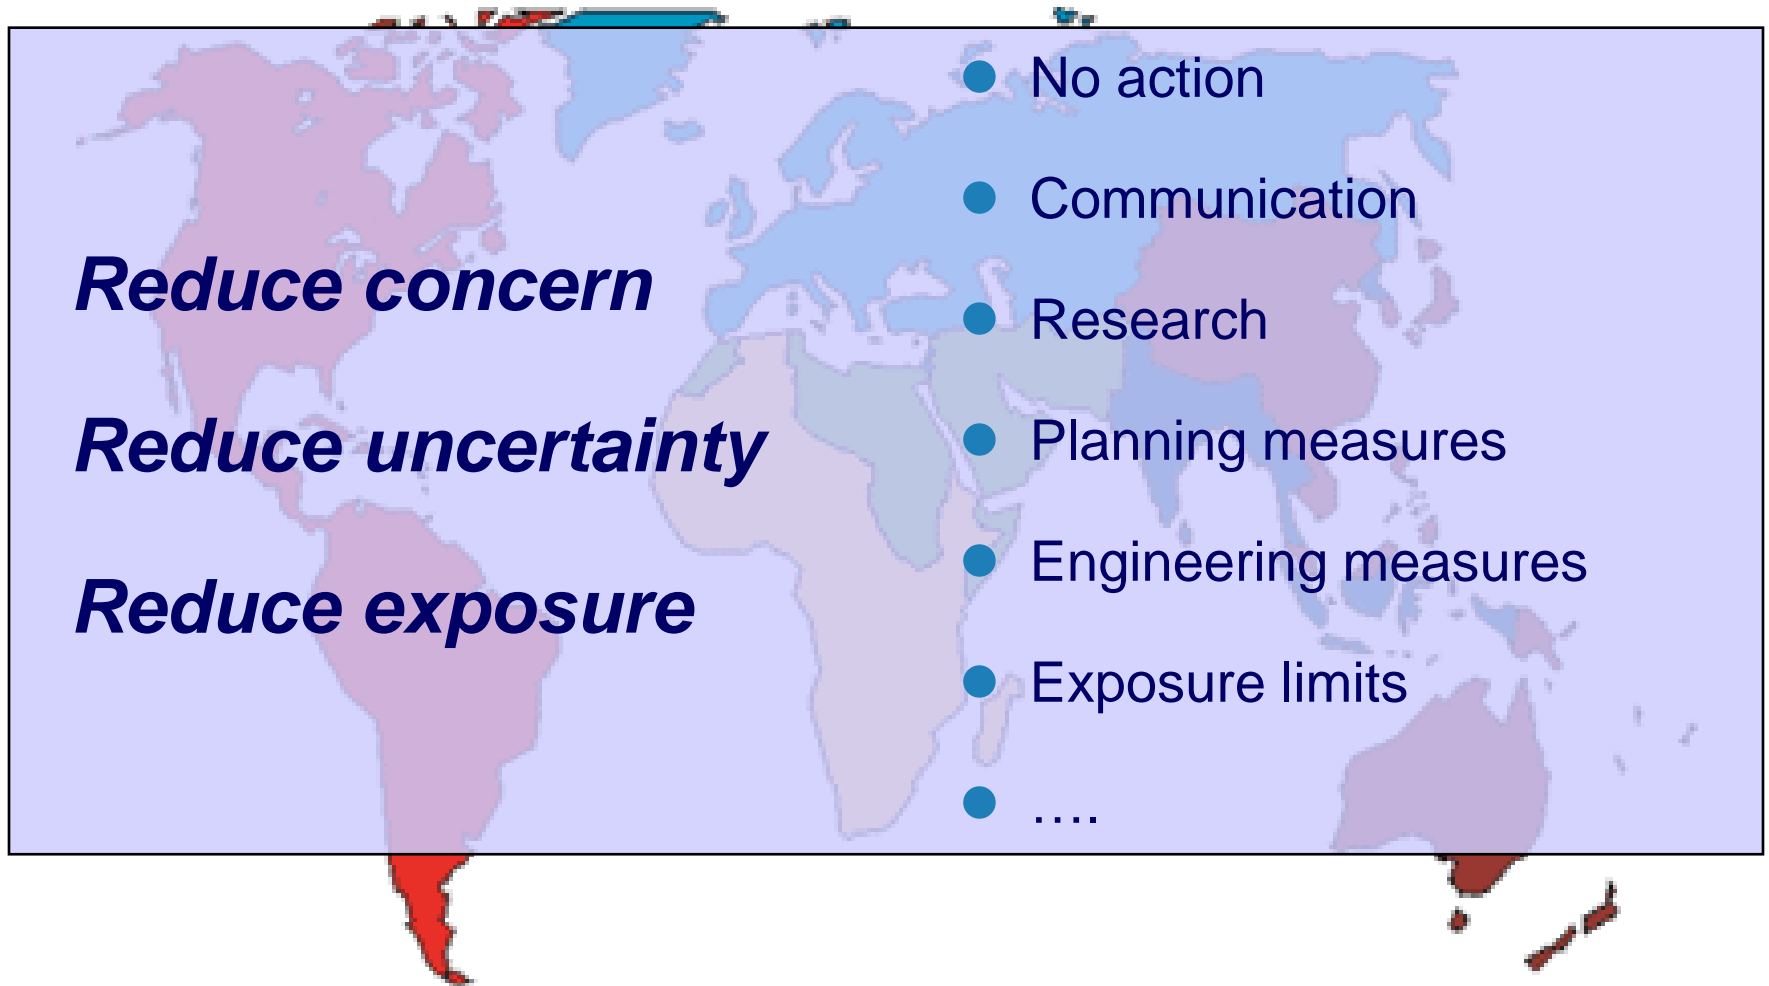 Reduce concern
Reduce uncertainty
Reduce exposure
● No action
● Communication
● Research
● Planning measures
● Engineering measures
● Exposure limits
● ….